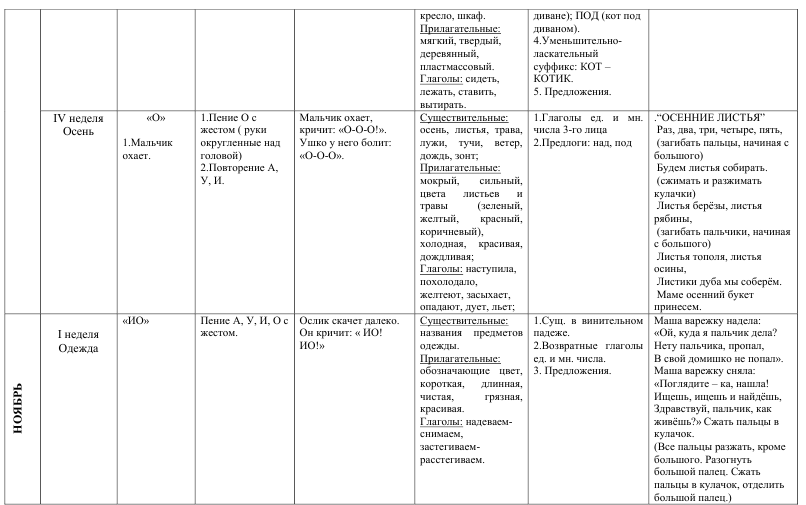 кресло, шкаф.
Прилагательные:
мягкий, твердый,
деревянный,
пластмассовый.
Глаголы: сидеть,
лежать, ставить,
вытирать.
диване); ПОД (кот под
диваном).
4.Уменьшительно-
ласкательный
суффикс: КОТ –
КОТИК.
5. Предложения.
IV неделя
Осень
«О»
1.Мальчик
охает.
1.Пение О с
жестом ( руки
округленные над
головой)
2.Повторение А,
У, И.
Мальчик охает,
кричит: «О-О-О!».
Ушко у него болит:
«О-О-О».
Существительные:
осень, листья, трава,
лужи, тучи, ветер,
дождь, зонт;
Прилагательные:
мокрый, сильный,
цвета листьев и
травы (зеленый,
желтый, красный,
коричневый),
холодная, красивая,
дождливая;
Глаголы: наступила,
похолодало,
желтеют, засыхает,
опадают, дуст, льет;
1.Глаголы ед. и мн.
числа 3-го лица
2.Предлоги: над, под
.“ОСЕННИЕ ЛИСТЬЯ”
Раз, два, три, четыре, пять,
(загибать пальцы, начиная с
большого)
Будем листья собирать.
(сжимать и разжимать
кулачки)
Листья берёзы, листья
рябины,
(загибать пальчики, начиная
с большого)
Листья тополя, листья
осины,
Листики дуба мы соберём.
Маме осенний букет
принесем.
НОЯБРЬ
I неделя
Одежда
«ИО»
Пение А, У, И, О с
жестом.
Ослик скачет далеко.
Он кричит: « ИО!
ИО!»
Существительные:
названия предметов
одежды.
Прилагательные:
обозначающие цвет,
короткая, длинная,
чистая, грязная,
красивая.
Глаголы: надеваем-
снимаем,
застегиваем-
расстегиваем.
1.Сущ. в винительном
падеже.
2.Возвратные глаголы
ед. и мн. числа.
3. Предложения.
Маша варежку надела:
«Ой, куда я пальчик дела?
Нету пальчика, пропал,
В свой домишко не попал».
Маша варежку сняла:
«Поглядите – ка, нашла!
Ищешь, ищешь и найдёшь,
Здравствуй, пальчик, как
живёшь?» Сжать пальцы в
кулачок.
(Все пальцы разжать, кроме
большого. Разогнуть
большой палец. Сжать
пальцы в кулачок, отделить
большой палец.)